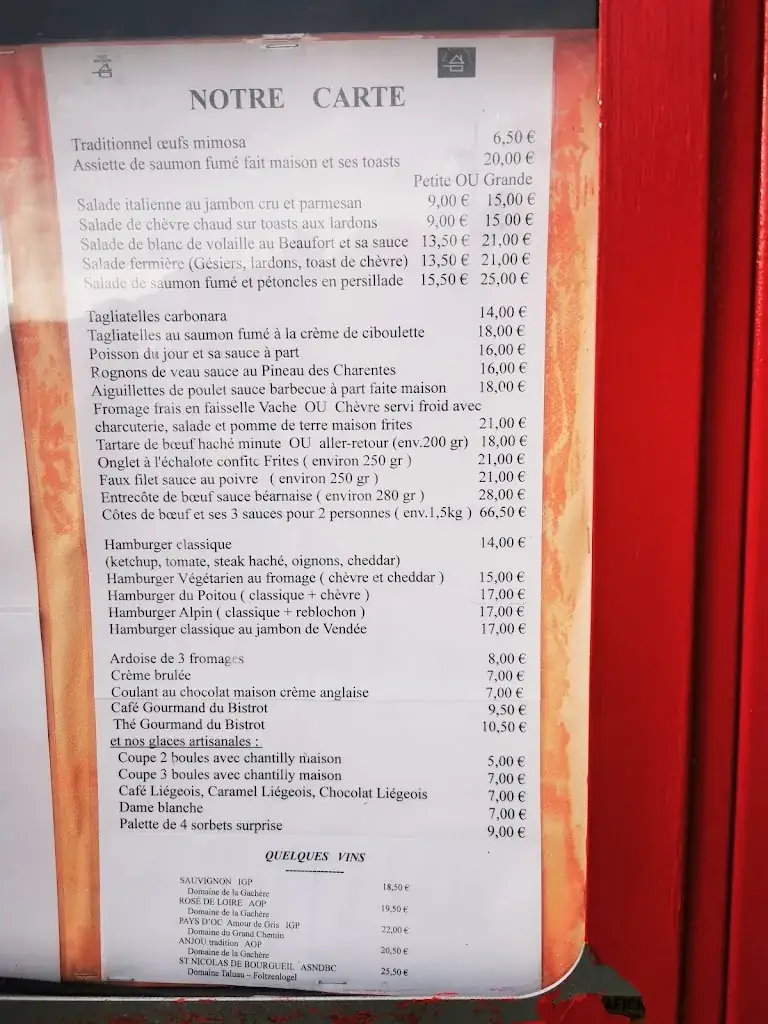 NOTRE CARTE
Traditionnel œufs mimosa 6,50 €
Assiette de saumon fumé fait maison et ses toasts 20,00 €
Petite OU Grande
Salade italienne au jambon cru et parmesan 9,00 € 15,00 €
Salade de chèvre chaud sur toasts aux lardons 9,00 € 15 00 €
Salade de blanc de volaille au Beaufort et sa sauce 13,50 € 21,00 €
Salade fermière (Gésiers, lardons, toast de chèvre) 13,50 € 21,00 €
Salade de saumon fumé et pétoncles en persillade 15,50 € 25,00 €
Tagliatelles carbonara 14,00 €
Tagliatelles au saumon fumé à la crème de ciboulette 18,00 €
Poisson du jour et sa sauce à part 16,00 €
Rognons de veau sauce au Pineau des Charentes 16,00 €
Aiguillettes de poulet sauce barbecue à part faite maison 18,00 €
Fromage frais en faisselle Vache OU Chèvre servi froid avec
charcuterie, salade et pomme de terre maison frites 21,00 €
Tartare de bœuf haché minute OU aller-retour (env.200 gr) 18,00 €
Onglet à l'échalote confite Frites ( environ 250 gr ) 21,00 €
Faux filet sauce au poivre ( environ 250 gr ) 21,00 €
Entrecôte de bœuf sauce béarnaise ( environ 280 gr ) 28,00 €
Côtes de bœuf et ses 3 sauces pour 2 personnes ( env.1,5kg ) 66,50 €
Hamburger classique 14,00 €
(ketchup, tomate, steak haché, oignons, cheddar)
Hamburger Végétarien au fromage ( chèvre et cheddar ) 15,00 €
Hamburger du Poitou ( classique + chèvre ) 17,00 €
Hamburger Alpin ( classique + reblochon ) 17,00 €
Hamburger classique au jambon de Vendée 17,00 €
Ardoise de 3 fromages 8,00 €
Crème brulée 7,00 €
Coulant au chocolat maison crème anglaise 7,00 €
Café Gourmand du Bistrot 9,50 €
Thé Gourmand du Bistrot 10,50 €
et nos glaces artisanales :
Coupe 2 boules avec chantilly maison 5,00 €
Coupe 3 boules avec chantilly maison 7,00 €
Café Liégeois, Caramel Liégeois, Chocolat Liégeois 7,00 €
Dame blanche 7,00 €
Palette de 4 sorbets surprise 9,00 €
QUELQUES VINS
SAUVIGNON IGP 18,50 €
Domaine de la Gachère
ROSÉ DE LOIRE AOP 19,50 €
Domaine de la Gachère
PAYS D'OC Amour de Gris IGP 22,00 €
Domaine du Grand Chemin
ANJOU tradition AOP 20,50 €
Domaine de la Gachère
ST NICOLAS DE BOURGUEIL ASNDBC 25,50 €
Domaine Taluau – Foltzenlogel